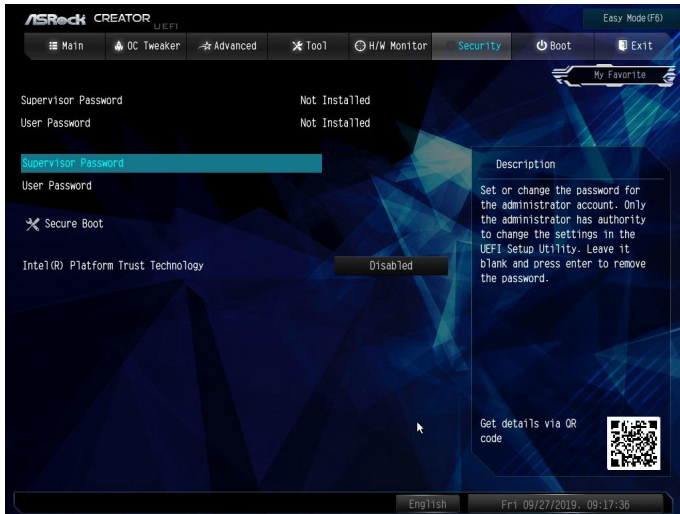 ASRock CREATOR UEFI
Easy Mode(F6)
Main OC Tweaker Advanced Tool H/W Monitor Security Boot Exit
My Favorite
Supervisor Password Not Installed
User Password Not Installed
Supervisor Password
User Password
Secure Boot
Intel(R) Platform Trust Technology Disabled
Description
Set or change the password for
the administrator account. Only
the administrator has authority
to change the settings in the
UEFI Setup Utility. Leave it
blank and press enter to remove
the password.
Get details via QR
code
English
Fri 09/27/2019. 09:17:36